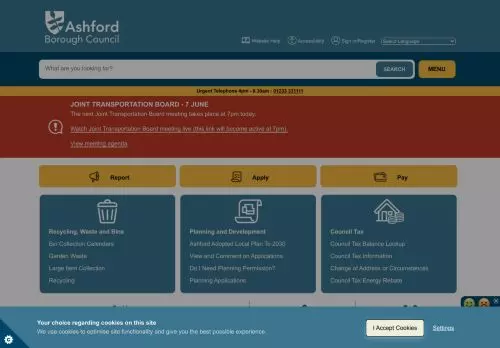 Ashford
Borough Council
Website Help
Accessibility
Sign in/Register
Select Language
What are you looking for?
SEARCH
MENU
Urgent Telephone 4pm - 8.30am : 01233 331111
JOINT TRANSPORTATION BOARD - 7 JUNE
The next Joint Transportation Board meeting takes place at 7pm today.
Watch Joint Transportation Board meeting live (this link will become active at 7pm).
View meeting agenda
Report
Apply
Pay
Recycling, Waste and Bins
Planning and Development
Council Tax
Bin Collection Calendars
Ashford Adopted Local Plan To 2030
Council Tax Balance Lookup
Garden Waste
View and Comment on Applications
Council Tax Information
Large Item Collection
Do I Need Planning Permission?
Change of Address or Circumstances
Recycling
Planning Applications
Council Tax Energy Rebate
Your choice regarding cookies on this site
We use cookies to optimise site functionality and give you the best possible experience.
I Accept Cookies
Settings